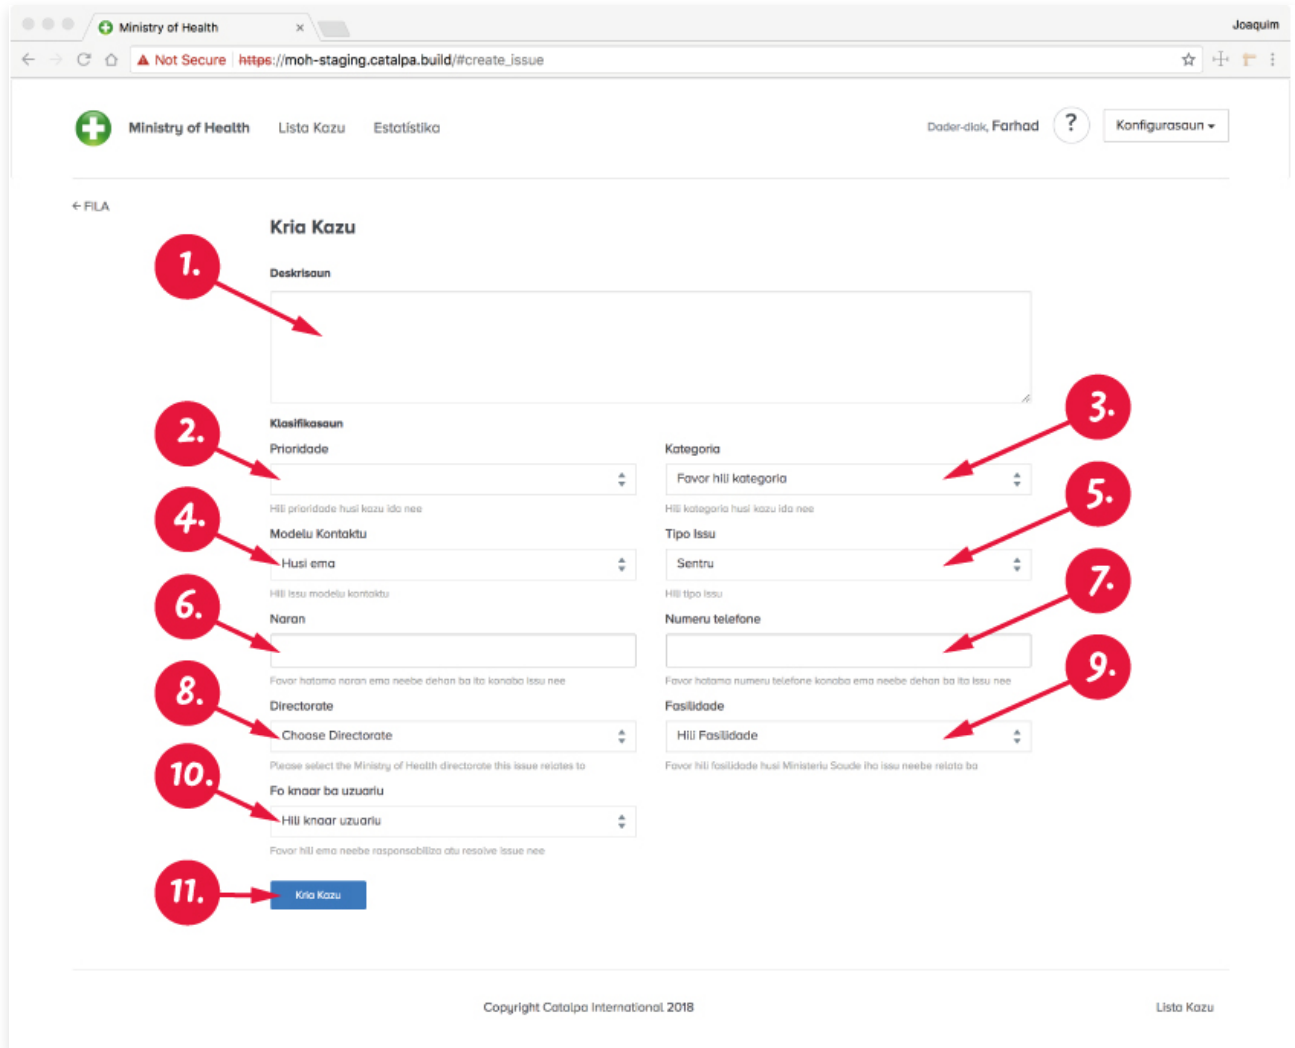 Ministry of Health
Joaquim
Not Secure https://moh-staging.catalpa.build/#create_issue
Ministry of Health Lista Kazu Estatístika Dader-diak, Farhad ? Konfigurasaun
← FILA
Kria Kazu
1.
Deskrisaun
Klasifikasaun
2.
3.
Prioridade Kategoria
Favor hili kategoria
Hili prioridade husi kazu ida nee Hili kategoria husi kazu ida nee
4.
5.
Modelu Kontaktu Tipo Issu
Husi ema Sentru
Hili issu modelu kontaktu Hili tipo issu
6.
7.
Naran Numeru telefone
Favor hatama naran ema neebe dehan ba ita konaba issu nee Favor hatama numeru telefone konaba ema neebe dehan ba ita issu nee
8.
9.
Directorate Fasilidade
Choose Directorate Hili Fasilidade
Please select the Ministry of Health directorate this issue relates to Favor hili fasilidade husi Ministeriu Saude iha issu neebe relata ba
10.
Fo knaar ba uzuariu
Hili knaar uzuariu
Favor hili ema neebe rasponsabiliza atu resolve issue nee
11.
Kria Kazu
Copyright Catalpa International 2018 Lista Kazu